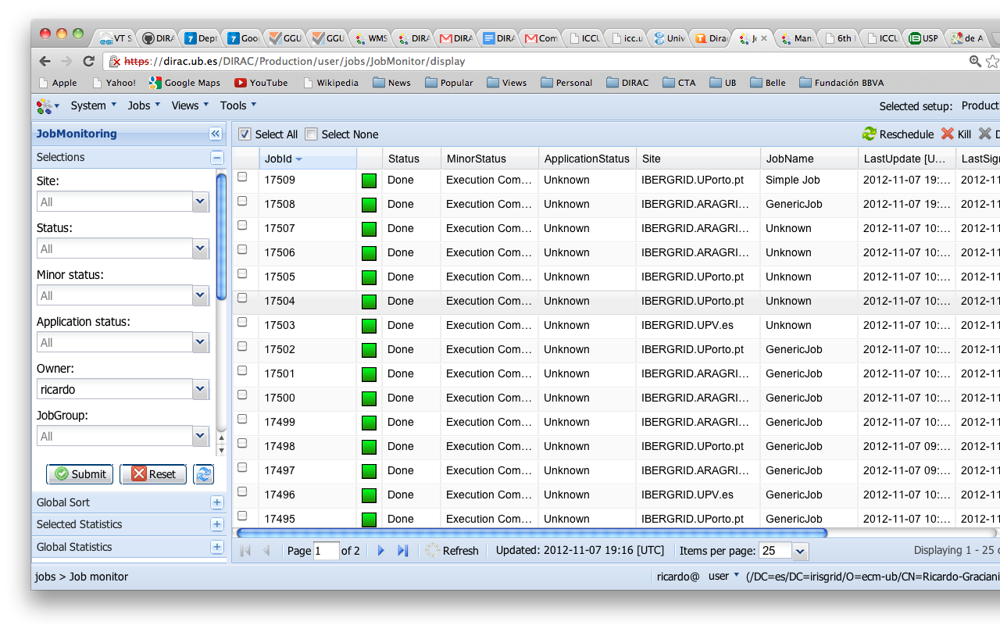 VT S DIRA Dept Goo GGU GGU WMS DIRA DIRA DIRA Com ICCU icc.u Univ Dira Jo Man 6th ICCU USP de A
https://dirac.ub.es/DIRAC/Production/user/jobs/JobMonitor/display
Apple Yahoo! Google Maps YouTube Wikipedia News Popular Views Personal DIRAC CTA UB Belle Fundación BBVA
System Jobs Views Tools Selected setup: Product
JobMonitoring
Selections
Site:
All
Status:
All
Minor status:
All
Application status:
All
Owner:
ricardo
JobGroup:
All
Submit Reset
Global Sort
Selected Statistics
Global Statistics
Select All Select None Reschedule Kill D
JobId Status MinorStatus ApplicationStatus Site JobName LastUpdate [U... LastSig
17509 Done Execution Com... Unknown IBERGRID.UPorto.pt Simple Job 2012-11-07 19:... 2012-11
17508 Done Execution Com... Unknown IBERGRID.ARAGRI... GenericJob 2012-11-07 19:... 2012-11
17507 Done Execution Com... Unknown IBERGRID.ARAGRI... Unknown 2012-11-07 10:... 2012-11
17506 Done Execution Com... Unknown IBERGRID.ARAGRI... Unknown 2012-11-07 10:... 2012-11
17505 Done Execution Com... Unknown IBERGRID.UPorto.pt Unknown 2012-11-07 10:... 2012-11
17504 Done Execution Com... Unknown IBERGRID.UPorto.pt Unknown 2012-11-07 10:... 2012-11
17503 Done Execution Com... Unknown IBERGRID.UPV.es Unknown 2012-11-07 10:... 2012-11
17502 Done Execution Com... Unknown IBERGRID.UPorto.pt GenericJob 2012-11-07 10:... 2012-11
17501 Done Execution Com... Unknown IBERGRID.ARAGRI... GenericJob 2012-11-07 10:... 2012-11
17500 Done Execution Com... Unknown IBERGRID.ARAGRI... GenericJob 2012-11-07 10:... 2012-11
17499 Done Execution Com... Unknown IBERGRID.ARAGRI... GenericJob 2012-11-07 10:... 2012-11
17498 Done Execution Com... Unknown IBERGRID.UPorto.pt GenericJob 2012-11-07 09:... 2012-11
17497 Done Execution Com... Unknown IBERGRID.ARAGRI... GenericJob 2012-11-07 09:... 2012-11
17496 Done Execution Com... Unknown IBERGRID.UPV.es GenericJob 2012-11-07 10:... 2012-11
17495 Done Execution Com... Unknown IBERGRID.UPorto.pt GenericJob 2012-11-07 10:... 2012-11
Page 1 of 2 Refresh Updated: 2012-11-07 19:16 [UTC] Items per page: 25 Displaying 1 - 25 o
jobs > Job monitor ricardo@ user (/DC=es/DC=irisgrid/O=ecm-ub/CN=Ricardo-Graciani